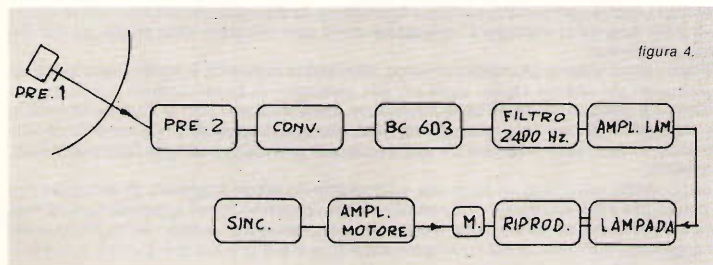 figura 4.
PRE.1
PRE.2
CONV.
BC 603
FILTRO
2400 Hz.
AMPL. LAM.
SINC.
AMPL.
MOTORE
M.
RIPROD.
LAMPADA